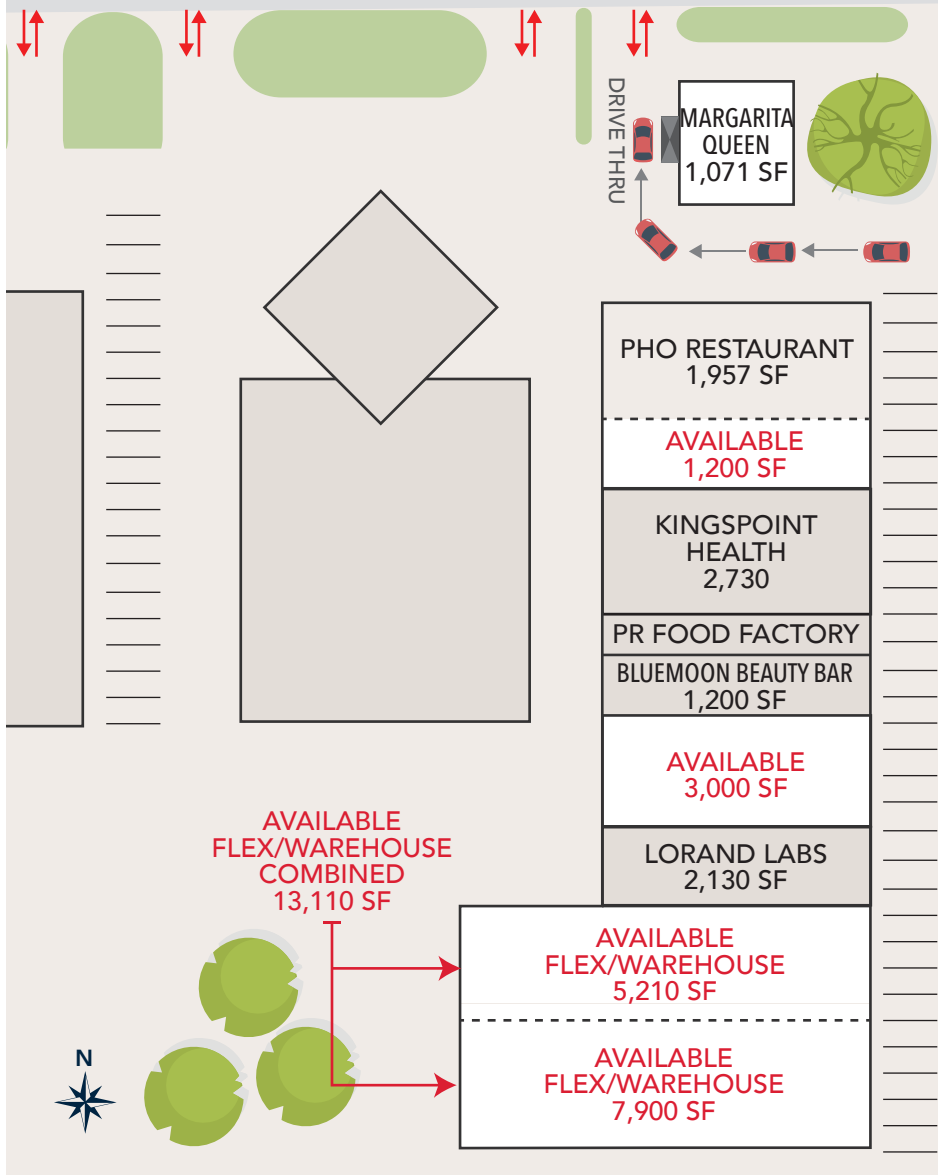 DRIVE THRU
MARGARITA
QUEEN
1,071 SF
PHO RESTAURANT
1,957 SF
AVAILABLE
1,200 SF
KINGSPOINT
HEALTH
2,730
PR FOOD FACTORY
BLUEMOON BEAUTY BAR
1,200 SF
AVAILABLE
3,000 SF
LORAND LABS
2,130 SF
AVAILABLE
FLEX/WAREHOUSE
COMBINED
13,110 SF
AVAILABLE
FLEX/WAREHOUSE
5,210 SF
AVAILABLE
FLEX/WAREHOUSE
7,900 SF
N